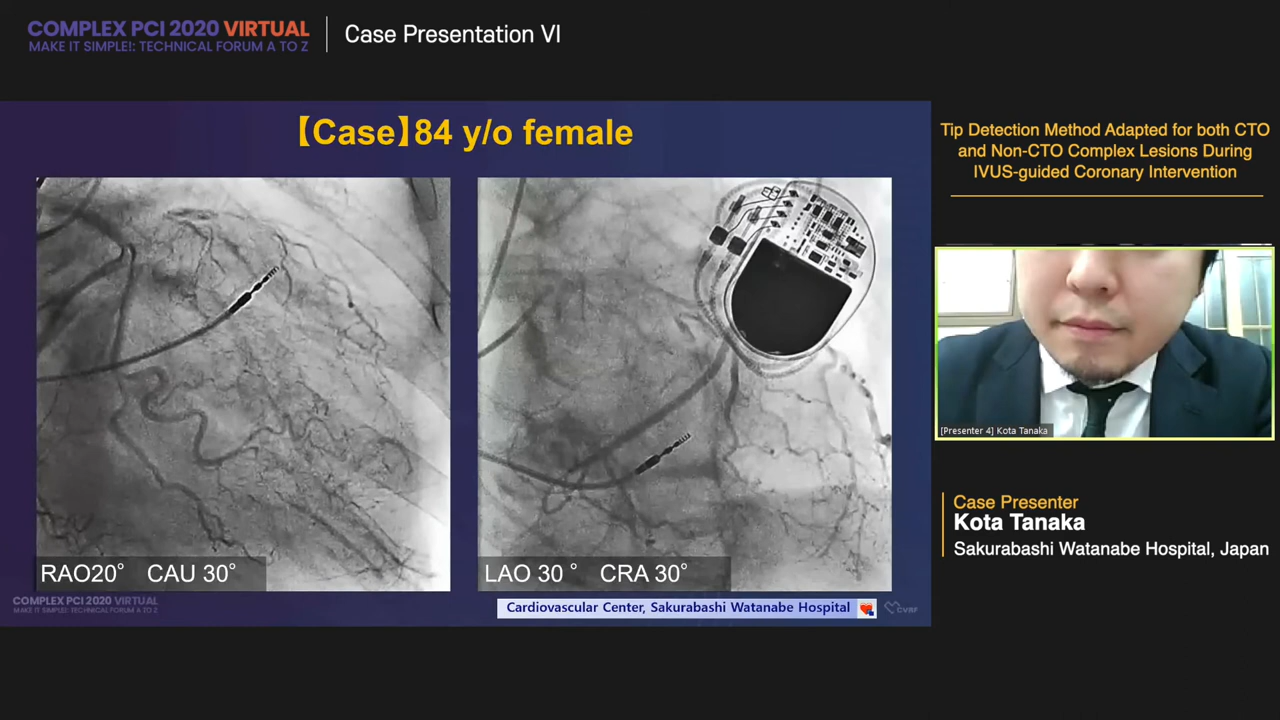 COMPLEX PCI 2020 VIRTUAL
MAKE IT SIMPLE!: TECHNICAL FORUM A TO Z
Case Presentation VI
【Case】84 y/o female
RAO20° CAU 30°
LAO 30 ° CRA 30°
COMPLEX PCI 2020 VIRTUAL
MAKE IT SIMPLE!: TECHNICAL FORUM A TO Z
Cardiovascular Center, Sakurabashi Watanabe Hospital
CVRF
Tip Detection Method Adapted for both CTO
and Non-CTO Complex Lesions During
IVUS-guided Coronary Intervention
[Presenter 4] Kota Tanaka
Case Presenter
Kota Tanaka
Sakurabashi Watanabe Hospital, Japan